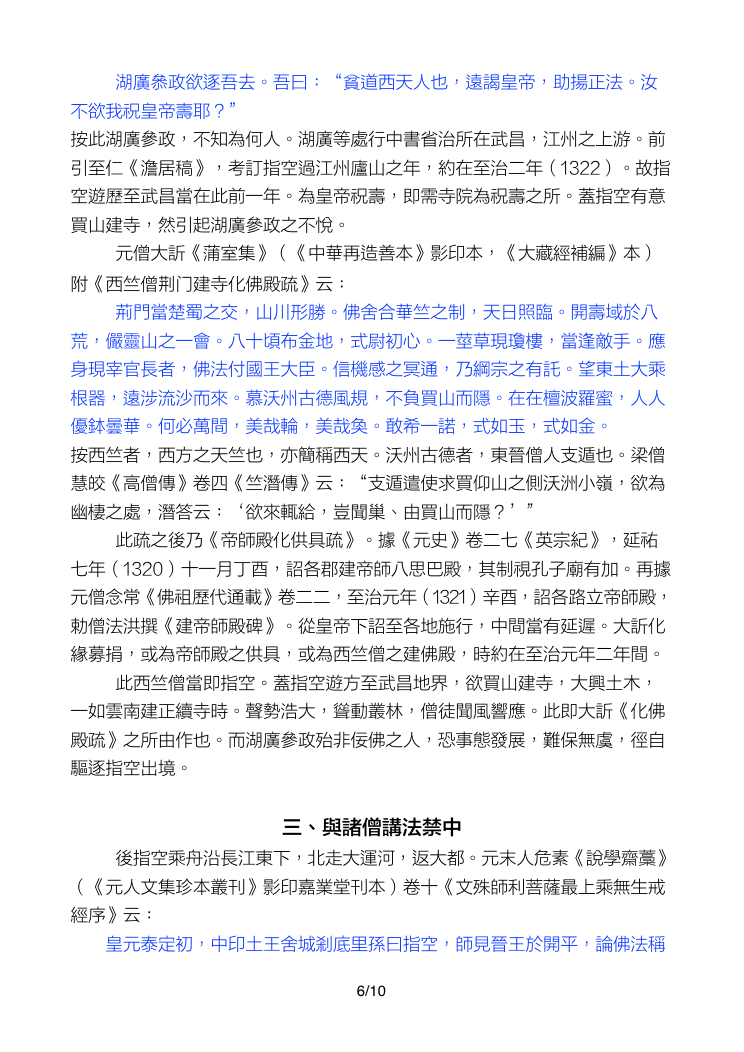 湖廣叅政欲逐吾去。吾曰：“貧道西天人也，遠謁皇帝，助揚正法。汝
不欲我祝皇帝壽耶？”
按此湖廣參政，不知為何人。湖廣等處行中書省治所在武昌，江州之上游。前
引至仁《澹居稿》，考訂指空過江州廬山之年，約在至治二年（1322）。故指
空遊歷至武昌當在此前一年。為皇帝祝壽，即需寺院為祝壽之所。蓋指空有意
買山建寺，然引起湖廣參政之不悅。
元僧大訢《蒲室集》（《中華再造善本》影印本，《大藏經補編》本）
附《西竺僧荆门建寺化佛殿疏》云：
荊門當楚蜀之交，山川形勝。佛舍合華竺之制，天日照臨。開壽域於八
荒，儼靈山之一會。八十頃布金地，式尉初心。一莖草現瓊樓，當逢敵手。應
身現宰官長者，佛法付國王大臣。信機感之冥通，乃綱宗之有託。望東土大乘
根器，遠涉流沙而來。慕沃州古德風規，不負買山而隱。在在檀波羅蜜，人人
優鉢曇華。何必萬間，美哉輪，美哉奐。敢希一諾，式如玉，式如金。
按西竺者，西方之天竺也，亦簡稱西天。沃州古德者，東晉僧人支遁也。梁僧
慧皎《高僧傳》卷四《竺潛傳》云：“支遁遣使求買仰山之側沃洲小嶺，欲為
幽棲之處，潛答云：‘欲來輒給，豈聞巢、由買山而隱？’”
此疏之後乃《帝師殿化供具疏》。據《元史》卷二七《英宗紀》，延祐
七年（1320）十一月丁酉，詔各郡建帝師八思巴殿，其制視孔子廟有加。再據
元僧念常《佛祖歷代通載》卷二二，至治元年（1321）辛酉，詔各路立帝師殿，
勅僧法洪撰《建帝師殿碑》。從皇帝下詔至各地施行，中間當有延遲。大訢化
緣募捐，或為帝師殿之供具，或為西竺僧之建佛殿，時約在至治元年二年間。
此西竺僧當即指空。蓋指空遊方至武昌地界，欲買山建寺，大興土木，
一如雲南建正續寺時。聲勢浩大，聳動叢林，僧徒聞風響應。此即大訢《化佛
殿疏》之所由作也。而湖廣參政殆非佞佛之人，恐事態發展，難保無虞，徑自
驅逐指空出境。
三、與諸僧講法禁中
後指空乘舟沿長江東下，北走大運河，返大都。元末人危素《說學齋藁》
（《元人文集珍本叢刊》影印嘉業堂刊本）卷十《文殊師利菩薩最上乘無生戒
經序》云：
皇元泰定初，中印土王舍城剎底里孫曰指空，師見晉王於開平，論佛法稱
6/10